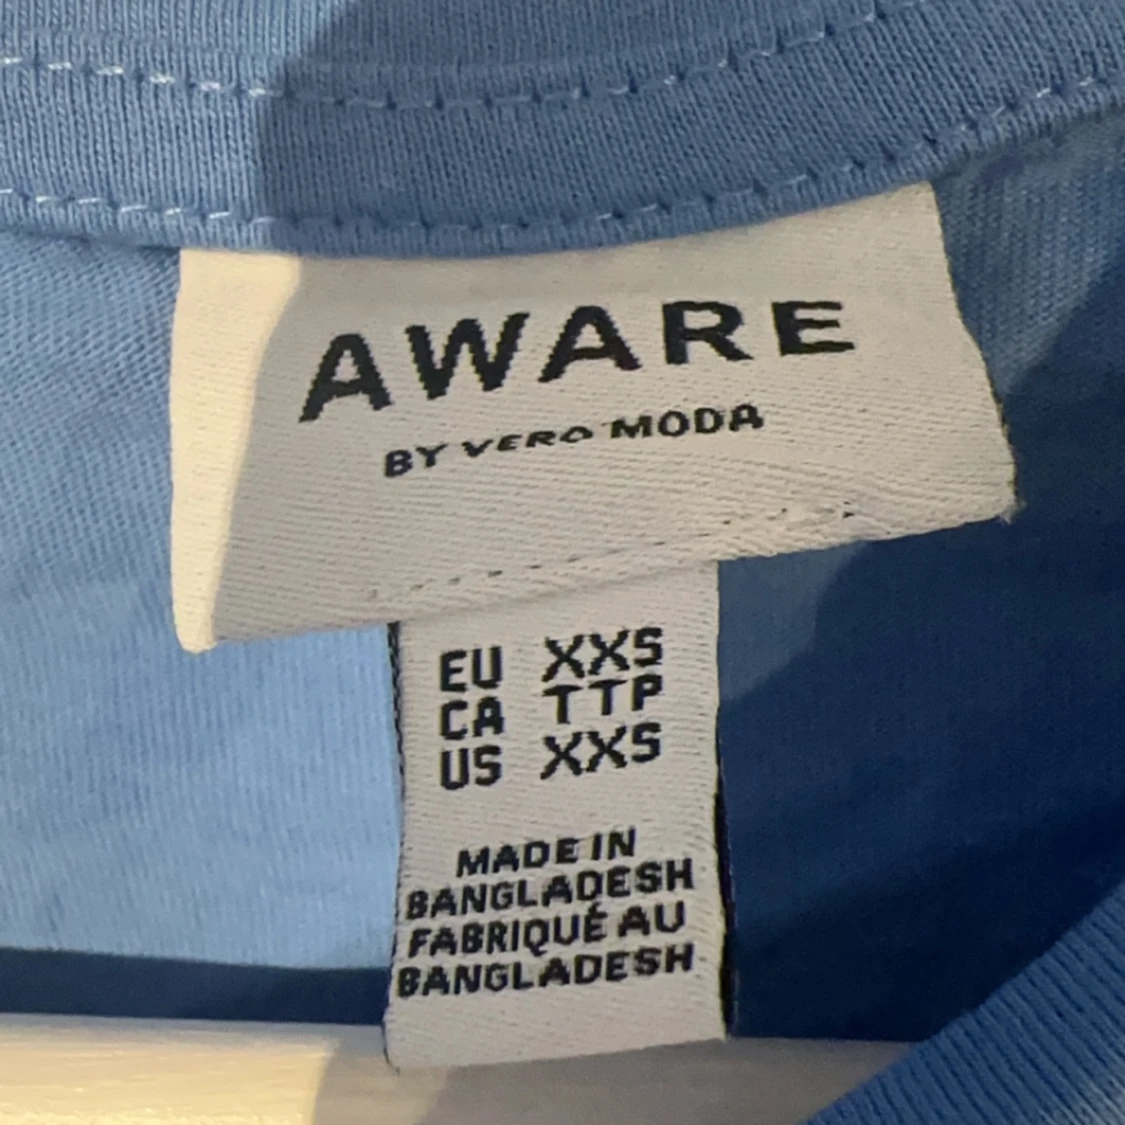 AWARE
BY VERO MODA
EU XXS
CA TTP
US XXS
MADE IN
BANGLADESH
FABRIQUÉ AU
BANGLADESH